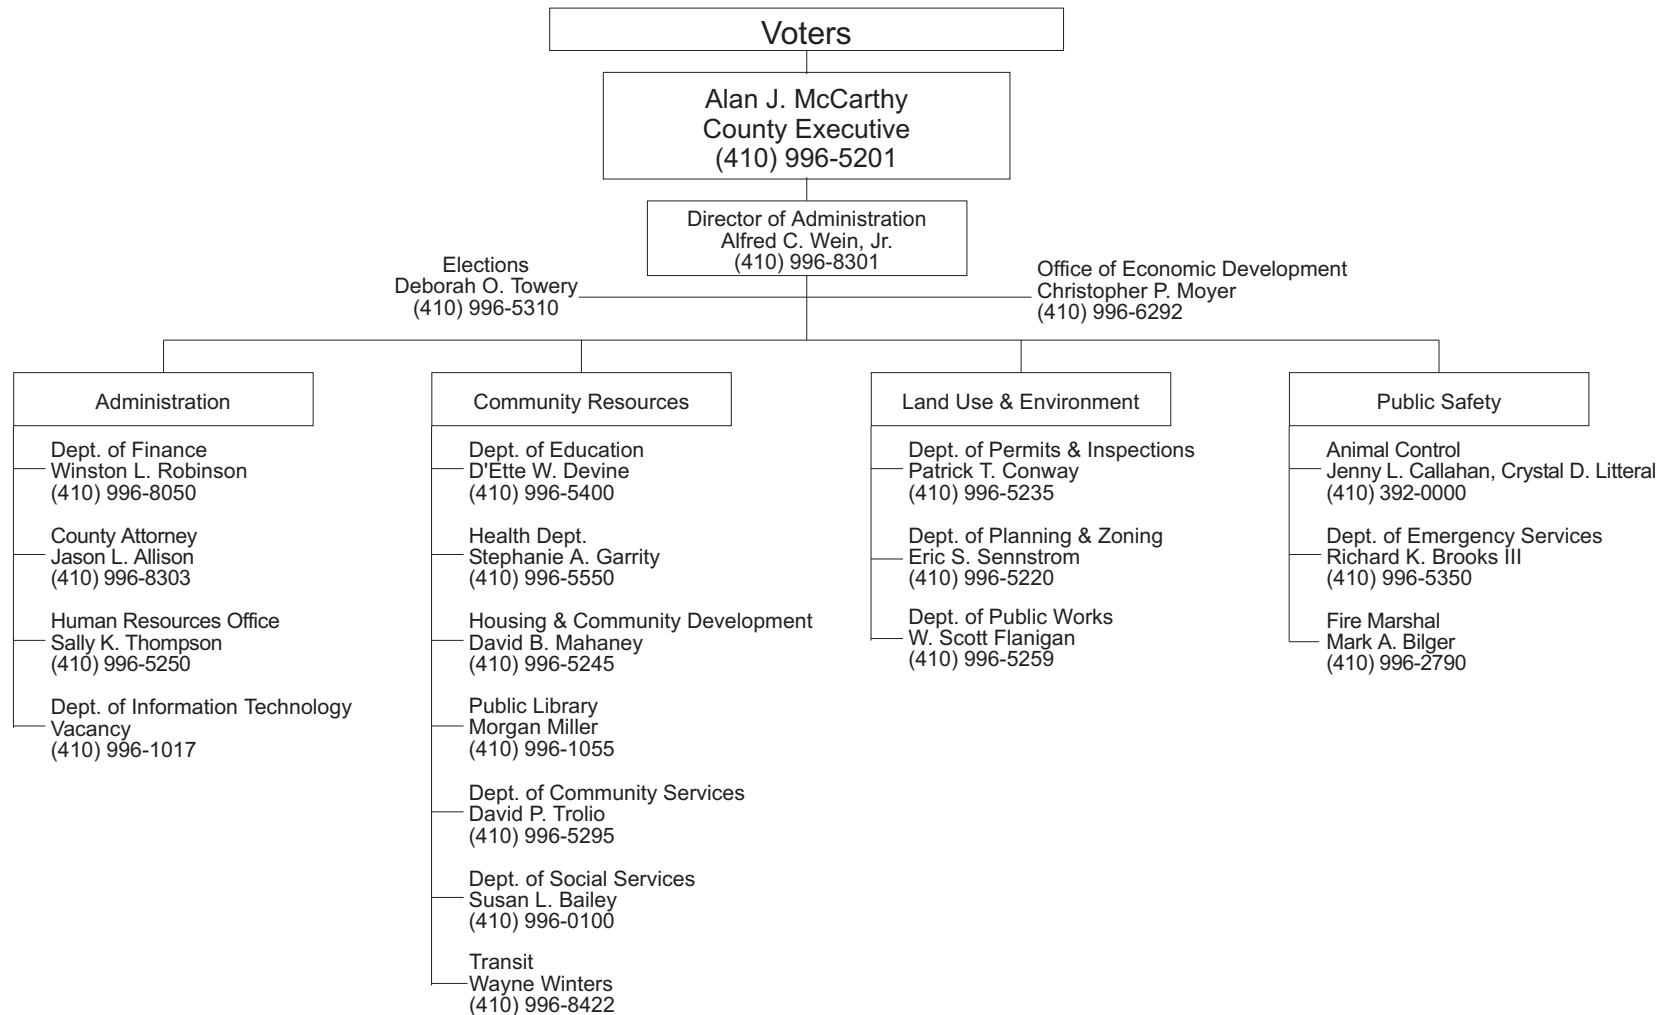 Voters
Alan J. McCarthy
County Executive
(410) 996-5201
Director of Administration
Alfred C. Wein, Jr.
(410) 996-8301
Elections
Deborah O. Towery
(410) 996-5310
Office of Economic Development
Christopher P. Moyer
(410) 996-6292
Administration
Dept. of Finance
Winston L. Robinson
(410) 996-8050
County Attorney
Jason L. Allison
(410) 996-8303
Human Resources Office
Sally K. Thompson
(410) 996-5250
Dept. of Information Technology
Vacancy
(410) 996-1017
Community Resources
Dept. of Education
D'Ette W. Devine
(410) 996-5400
Health Dept.
Stephanie A. Garrity
(410) 996-5550
Housing & Community Development
David B. Mahaney
(410) 996-5245
Public Library
Morgan Miller
(410) 996-1055
Dept. of Community Services
David P. Trolio
(410) 996-5295
Dept. of Social Services
Susan L. Bailey
(410) 996-0100
Transit
Wayne Winters
(410) 996-8422
Land Use & Environment
Dept. of Permits & Inspections
Patrick T. Conway
(410) 996-5235
Dept. of Planning & Zoning
Eric S. Sennstrom
(410) 996-5220
Dept. of Public Works
W. Scott Flanigan
(410) 996-5259
Public Safety
Animal Control
Jenny L. Callahan, Crystal D. Litteral
(410) 392-0000
Dept. of Emergency Services
Richard K. Brooks III
(410) 996-5350
Fire Marshal
Mark A. Bilger
(410) 996-2790